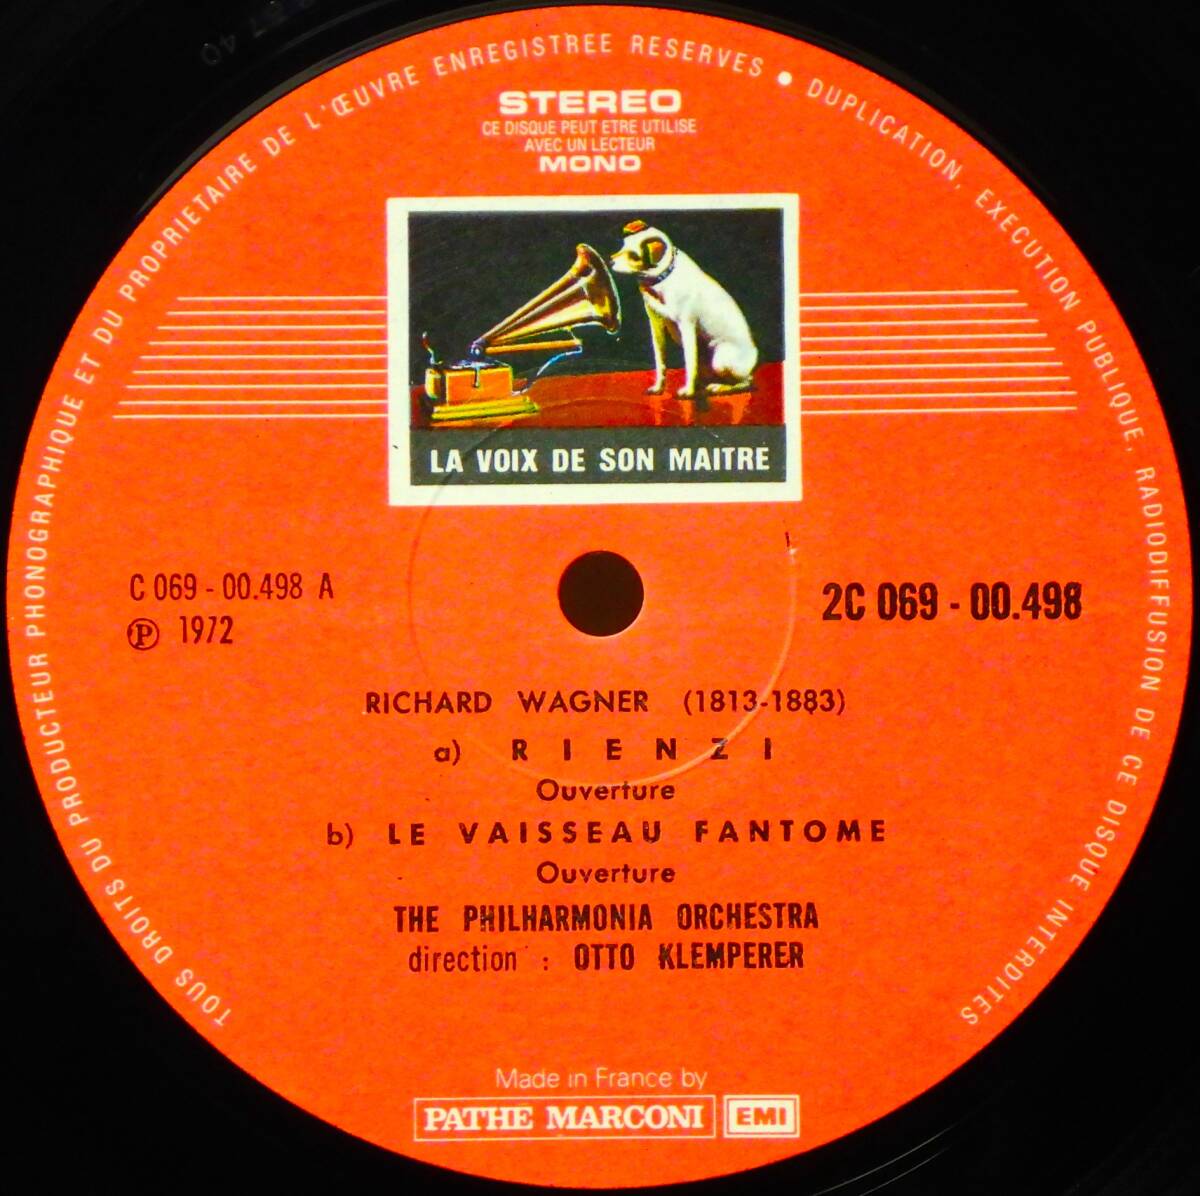 TOUS DROITS DU PRODUCTEUR PHONOGRAPHIQUE ET DU PROPRIETAIRE DE L'ŒUVRE ENREGISTREE RESERVES • DUPLICATION, EXECUTION PUBLIQUE, RADIODIFFUSION DE CE DISQUE INTERDITES
STEREO
CE DISQUE PEUT ETRE UTILISE
AVEC UN LECTEUR
MONO
LA VOIX DE SON MAITRE
C 069 - 00.498 A
℗ 1972
2C 069 - 00.498
RICHARD WAGNER (1813-1883)
a) RIENZI
Ouverture
b) LE VAISSEAU FANTOME
Ouverture
THE PHILHARMONIA ORCHESTRA
direction : OTTO KLEMPERER
Made in France by
PATHE MARCONI EMI